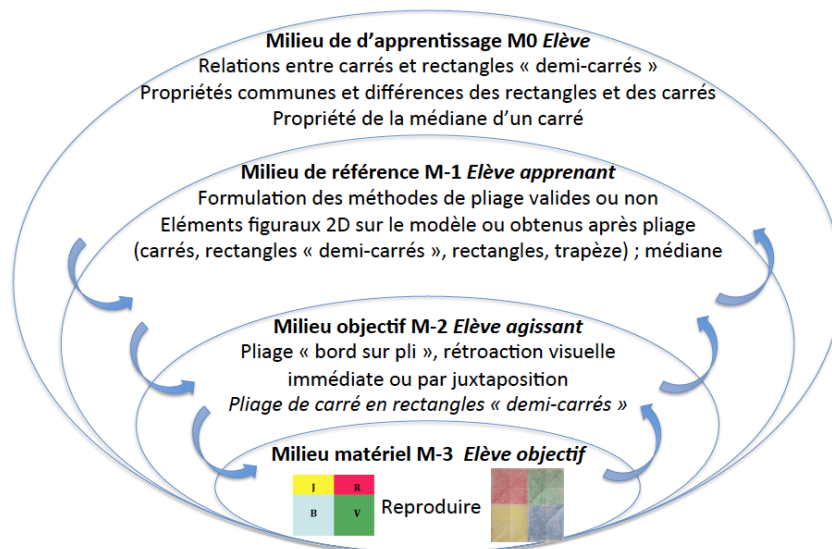 Milieu de d'apprentissage M0 Elève
Relations entre carrés et rectangles « demi-carrés »
Propriétés communes et différences des rectangles et des carrés
Propriété de la médiane d'un carré
Milieu de référence M-1 Elève apprenant
Formulation des méthodes de pliage valides ou non
Eléments figuraux 2D sur le modèle ou obtenus après pliage
(carrés, rectangles « demi-carrés », rectangles, trapèze) ; médiane
Milieu objectif M-2 Elève agissant
Pliage « bord sur pli », rétroaction visuelle
immédiate ou par juxtaposition
Pliage de carré en rectangles « demi-carrés »
Milieu matériel M-3 Elève objectif
J R
B V
Reproduire